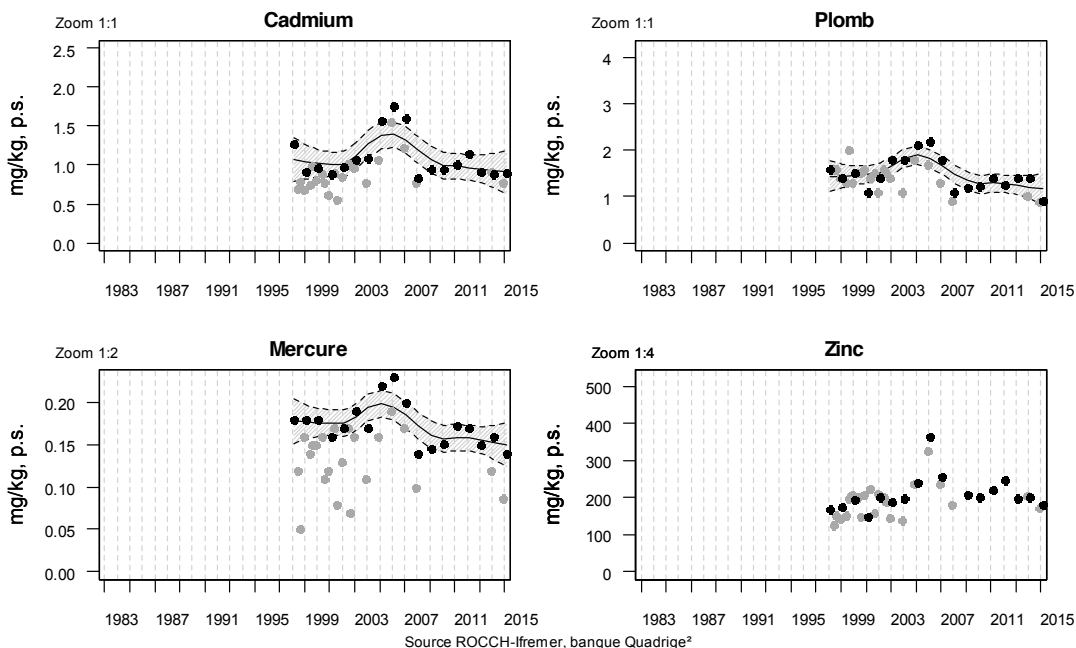 Zoom 1:1
Cadmium
mg/kg, p.s.
2.5
2.0
1.5
1.0
0.5
0.0
1983 1987 1991 1995 1999 2003 2007 2011 2015
Zoom 1:1
Plomb
mg/kg, p.s.
4
3
2
1
0
1983 1987 1991 1995 1999 2003 2007 2011 2015
Zoom 1:2
Mercure
mg/kg, p.s.
0.20
0.15
0.10
0.05
0.00
1983 1987 1991 1995 1999 2003 2007 2011 2015
Zoom 1:4
Zinc
mg/kg, p.s.
500
400
300
200
100
0
1983 1987 1991 1995 1999 2003 2007 2011 2015
Source ROCCH-Ifremer, banque Quadrige²